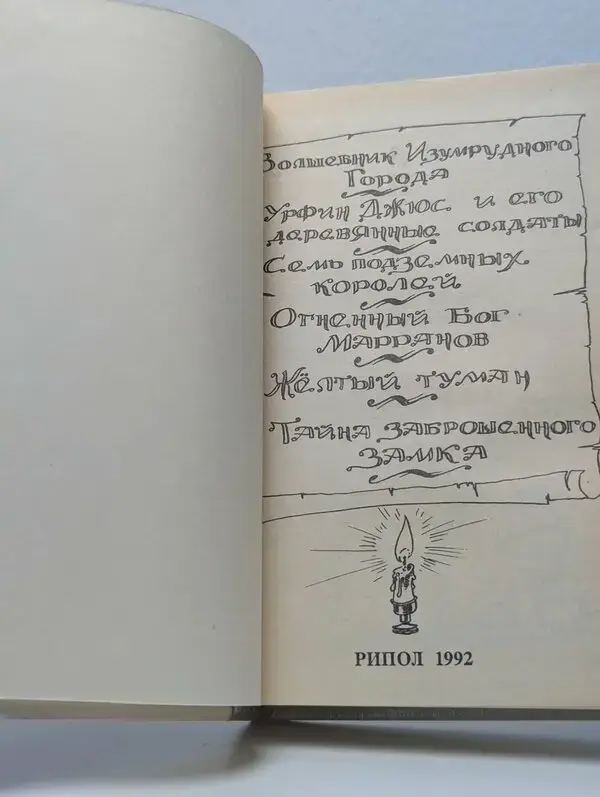 Волшебник Изумрудного
Города
Урфин Джюс и его
деревянные солдаты
Семь подземных
королей
Огненный Бог
Марранов
Жёлтый туман
Тайна заброшенного
замка
РИПОЛ 1992